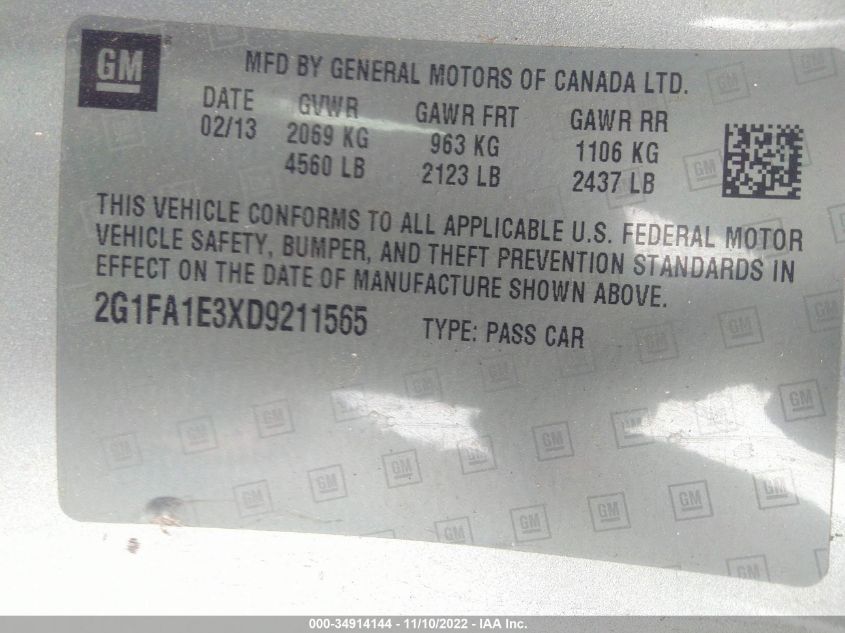 GM
MFD BY GENERAL MOTORS OF CANADA LTD.
DATE GVWR GAWR FRT GAWR RR
02/13 2069 KG 963 KG 1106 KG
4560 LB 2123 LB 2437 LB
THIS VEHICLE CONFORMS TO ALL APPLICABLE U.S. FEDERAL MOTOR
VEHICLE SAFETY, BUMPER, AND THEFT PREVENTION STANDARDS IN
EFFECT ON THE DATE OF MANUFACTURE SHOWN ABOVE.
2G1FA1E3XD9211565 TYPE: PASS CAR
000-34914144 - 11/10/2022 - IAA Inc.